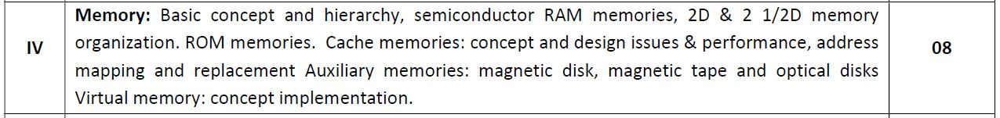 IV
Memory: Basic concept and hierarchy, semiconductor RAM memories, 2D & 2 1/2D memory
organization. ROM memories. Cache memories: concept and design issues & performance, address
mapping and replacement Auxiliary memories: magnetic disk, magnetic tape and optical disks
Virtual memory: concept implementation.
08